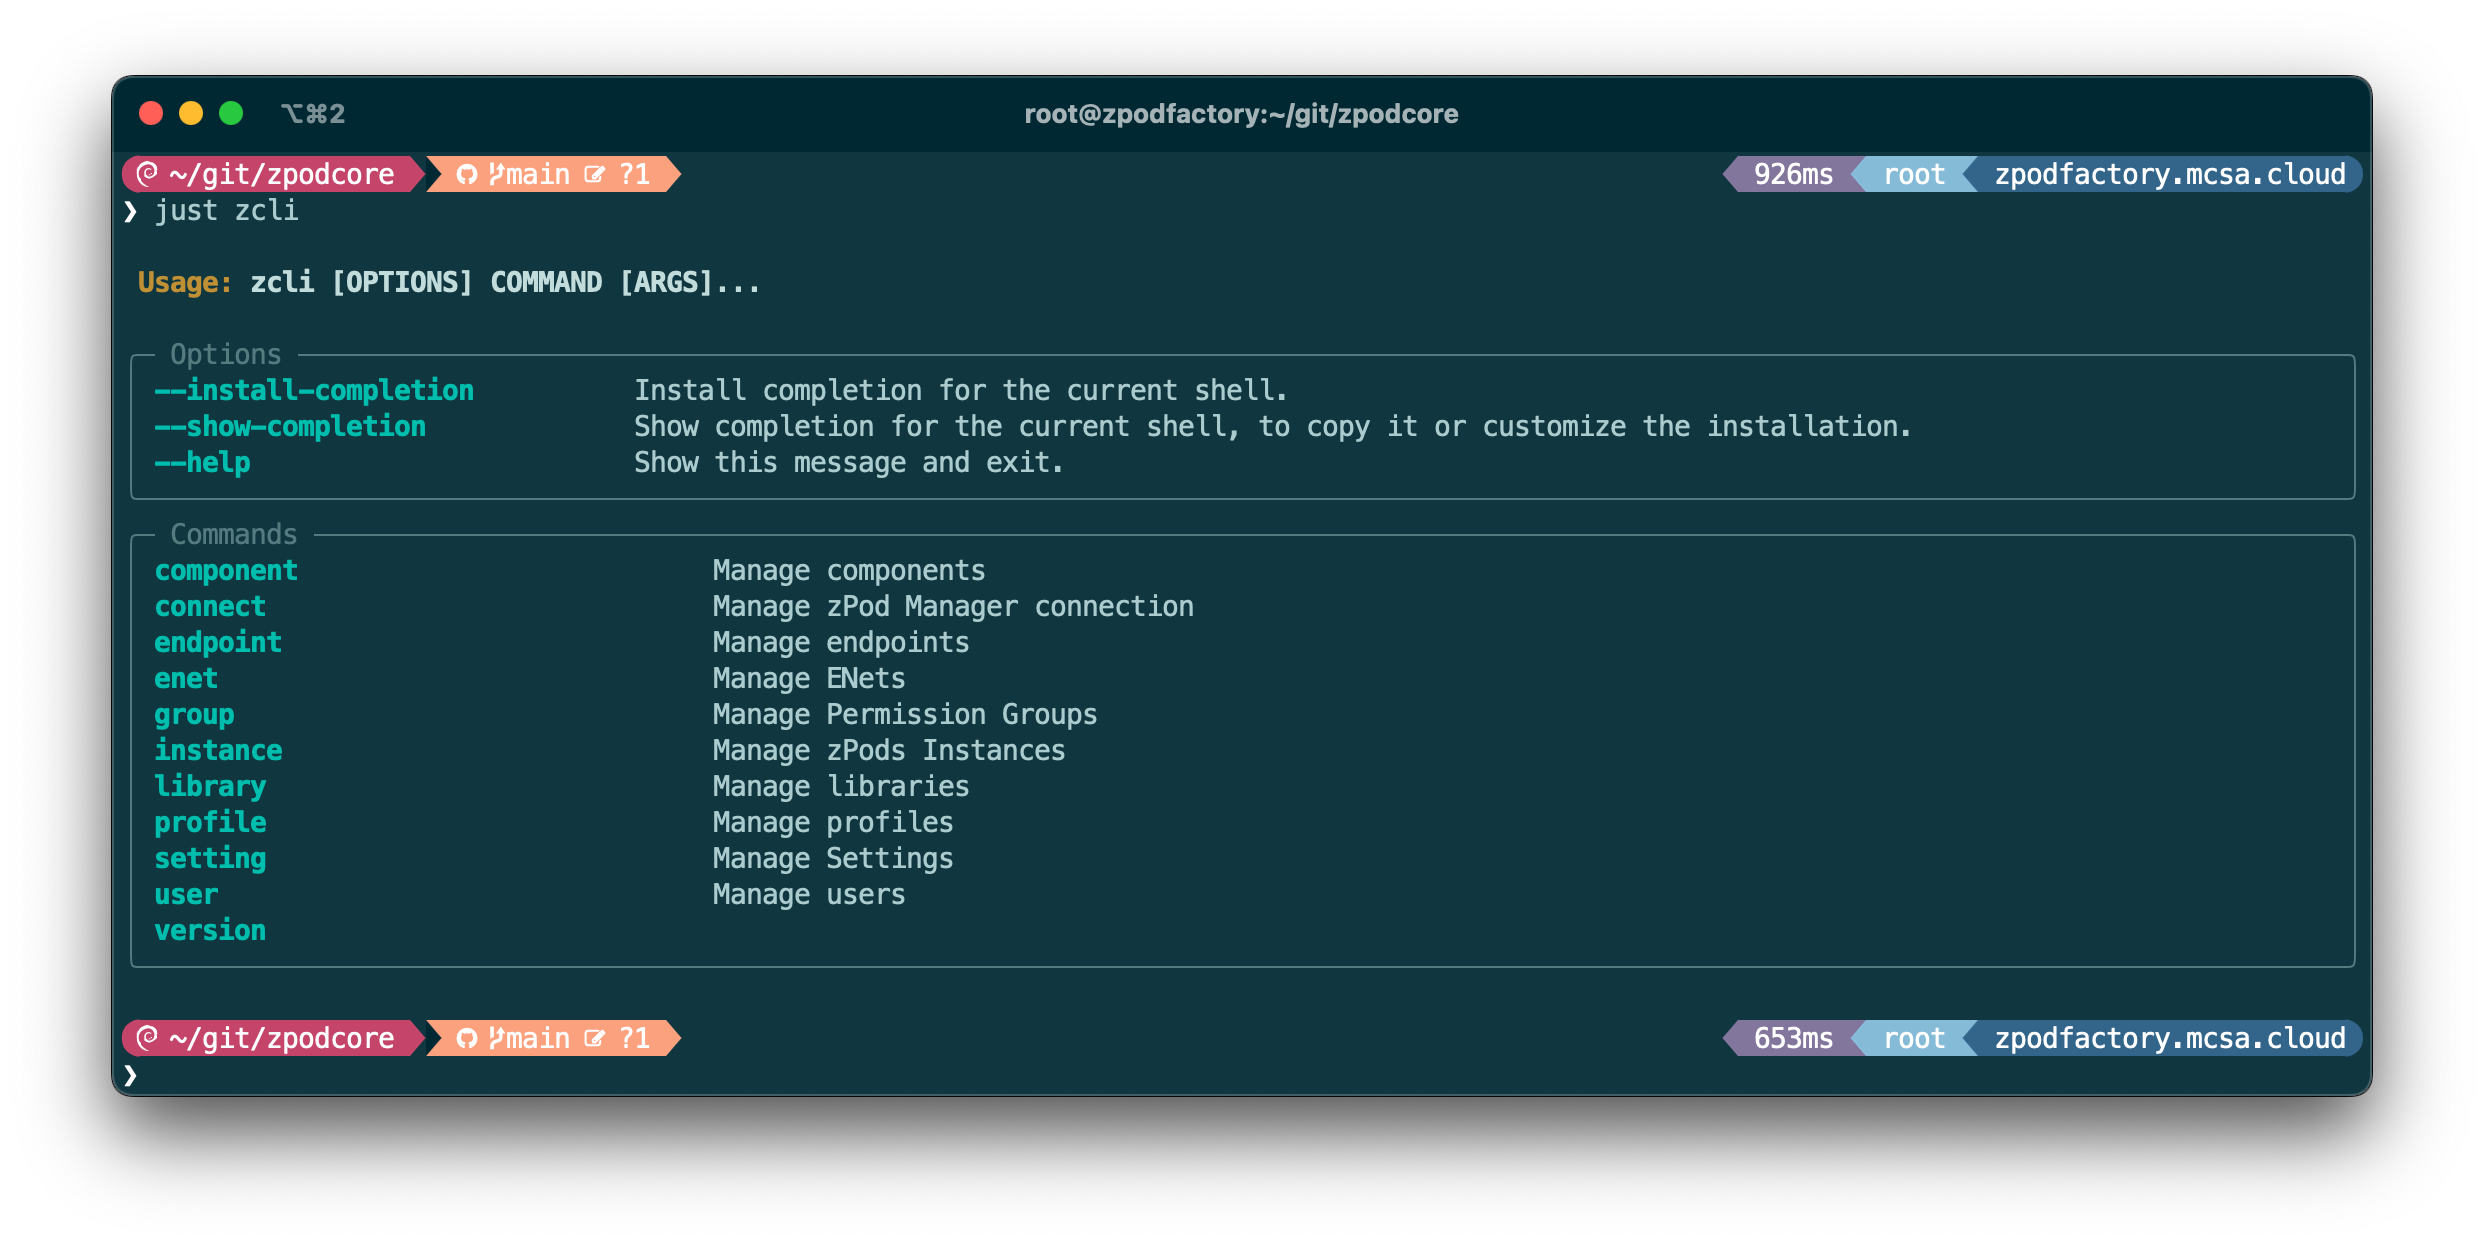 ⌥⌘2 root@zpodfactory:~/git/zpodcore
~/git/zpodcore main ?1 926ms root zpodfactory.mcsa.cloud
❯ just zcli
Usage: zcli [OPTIONS] COMMAND [ARGS]...
Options
--install-completion Install completion for the current shell.
--show-completion Show completion for the current shell, to copy it or customize the installation.
--help Show this message and exit.
Commands
component Manage components
connect Manage zPod Manager connection
endpoint Manage endpoints
enet Manage ENets
group Manage Permission Groups
instance Manage zPods Instances
library Manage libraries
profile Manage profiles
setting Manage Settings
user Manage users
version
~/git/zpodcore main ?1 653ms root zpodfactory.mcsa.cloud
❯